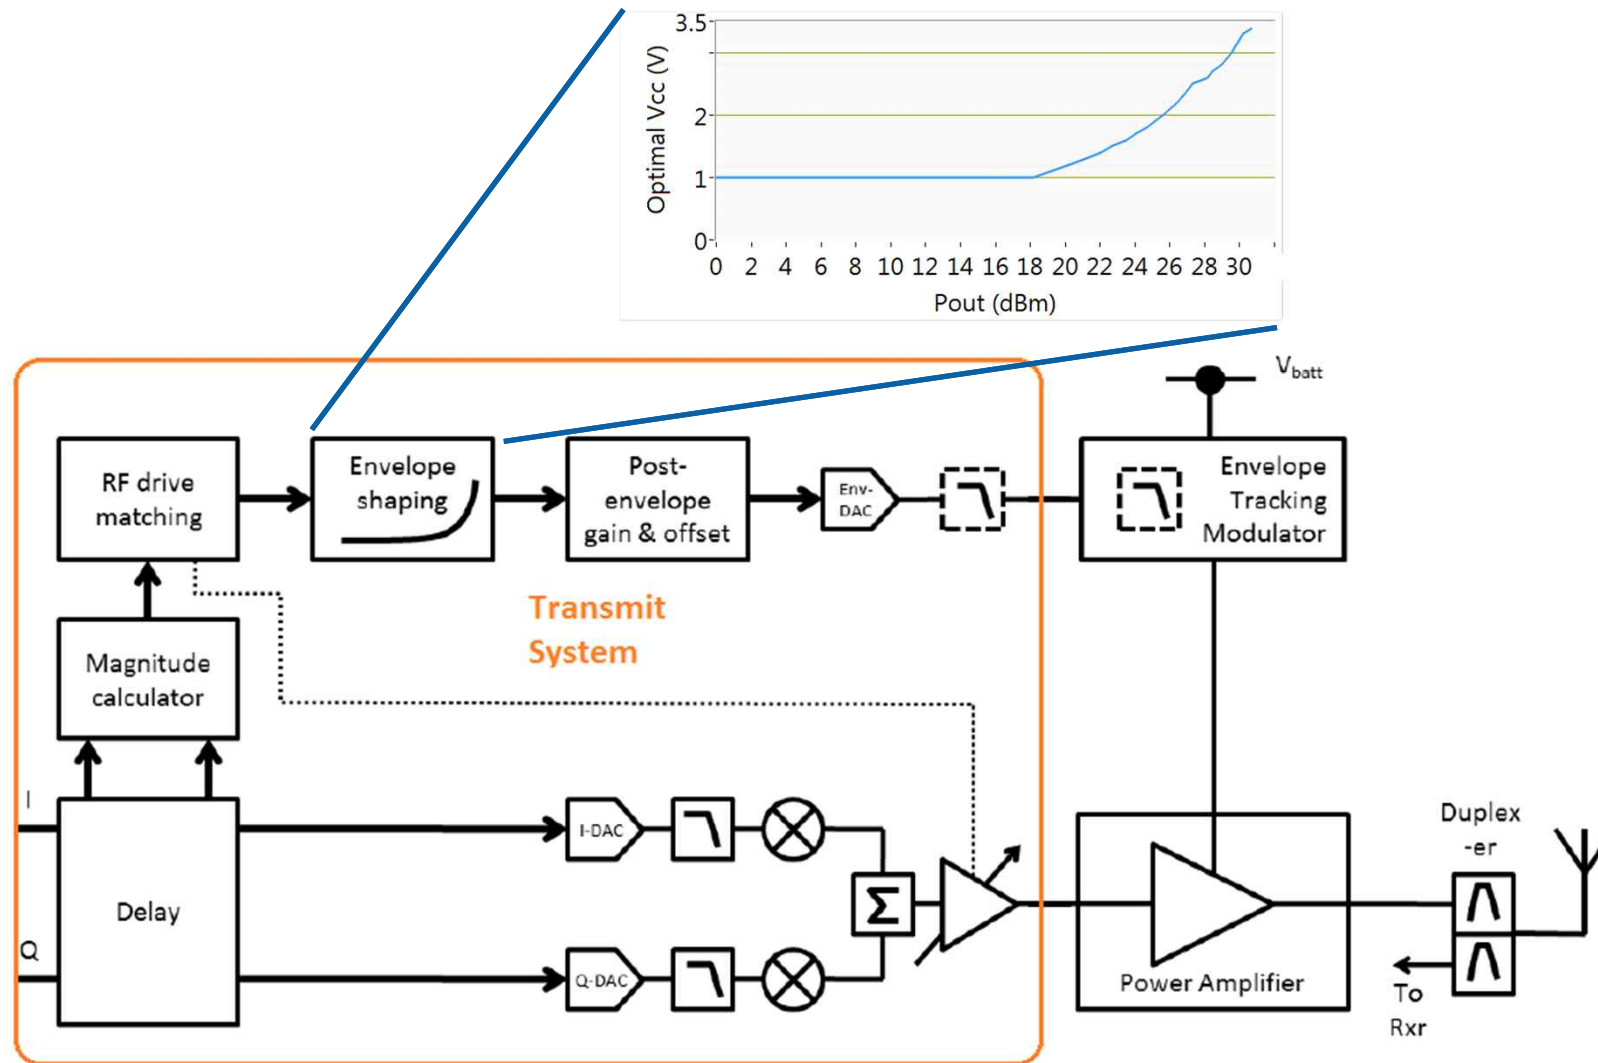 3.5
2
1
0
Optimal Vcc (V)
0 2 4 6 8 10 12 14 16 18 20 22 24 26 28 30
Pout (dBm)
V_batt
RF drive
matching
Envelope
shaping
Post-
envelope
gain & offset
Env-
DAC
Envelope
Tracking
Modulator
Transmit
System
Magnitude
calculator
I
Q
Delay
I-DAC
Q-DAC
Σ
Power Amplifier
Duplex
-er
To
Rxr